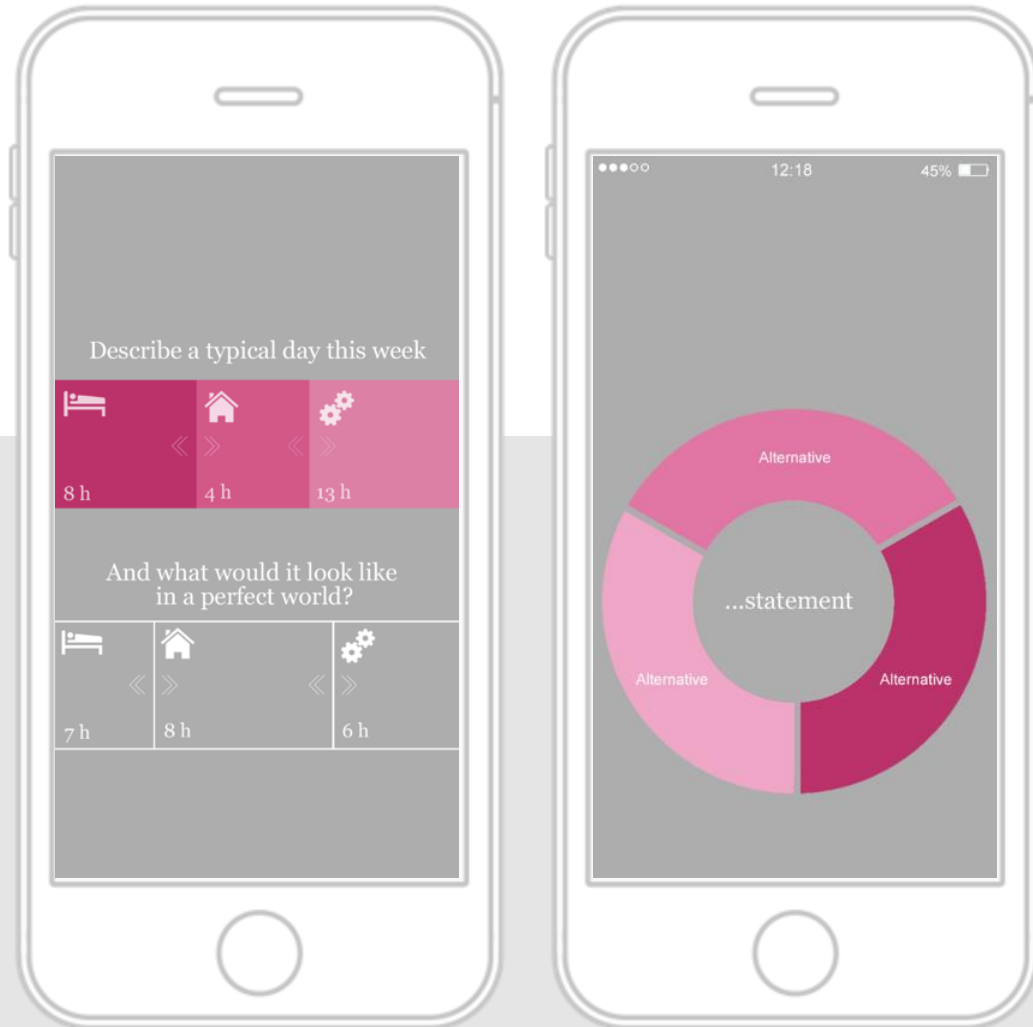 Describe a typical day this week
8 h
4 h
13 h
And what would it look like
in a perfect world?
7 h
8 h
6 h
12:18
45%
Alternative
...statement
Alternative
Alternative